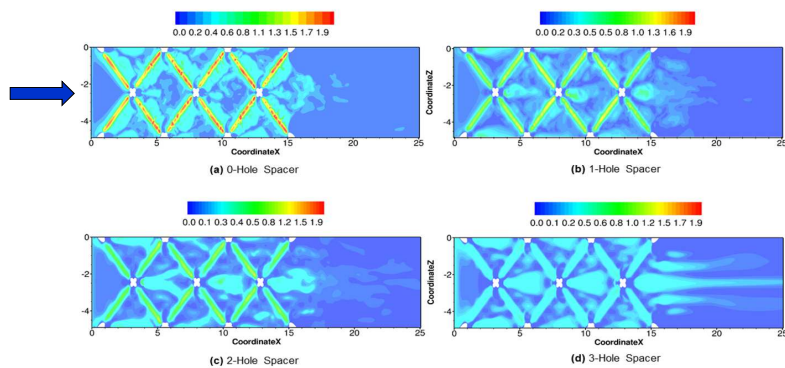 0.0 0.2 0.4 0.6 0.8 1.1 1.3 1.5 1.7 1.9
0
-2
-4
0 5 10 15 20 25
CoordinateX
(a) 0-Hole Spacer
0.0 0.2 0.3 0.5 0.8 0.5 1.0 1.3 1.6 1.9
CoordinateZ
0
-2
-4
0 5 10 15 20 25
CoordinateX
(b) 1-Hole Spacer
0.0 0.1 0.3 0.4 0.5 0.8 1.2 1.5 1.9
0
-2
-4
0 5 10 15 20 25
CoordinateX
(c) 2-Hole Spacer
0.0 0.1 0.3 0.4 0.5 0.8 1.2 1.5 1.9
CoordinateZ
0
-2
-4
0 5 10 15 20 25
CoordinateX
(d) 3-Hole Spacer